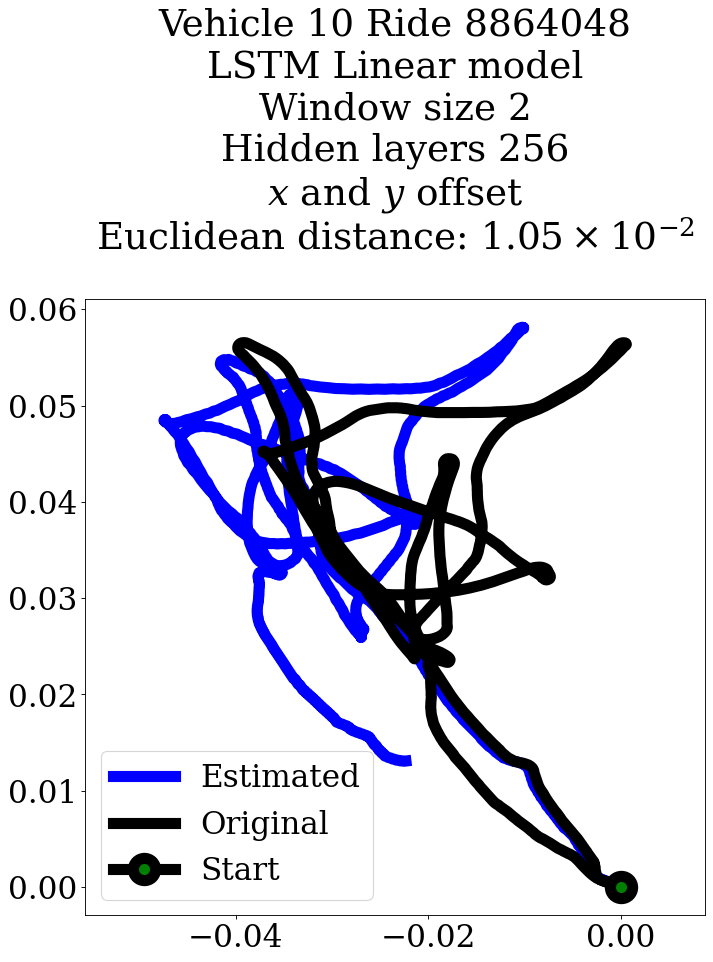 Vehicle 10 Ride 8864048
LSTM Linear model
Window size 2
Hidden layers 256
x and y offset
Euclidean distance: 1.05 × 10⁻²
0.06
0.05
0.04
0.03
0.02
0.01
0.00
Estimated
Original
Start
−0.04
−0.02
0.00